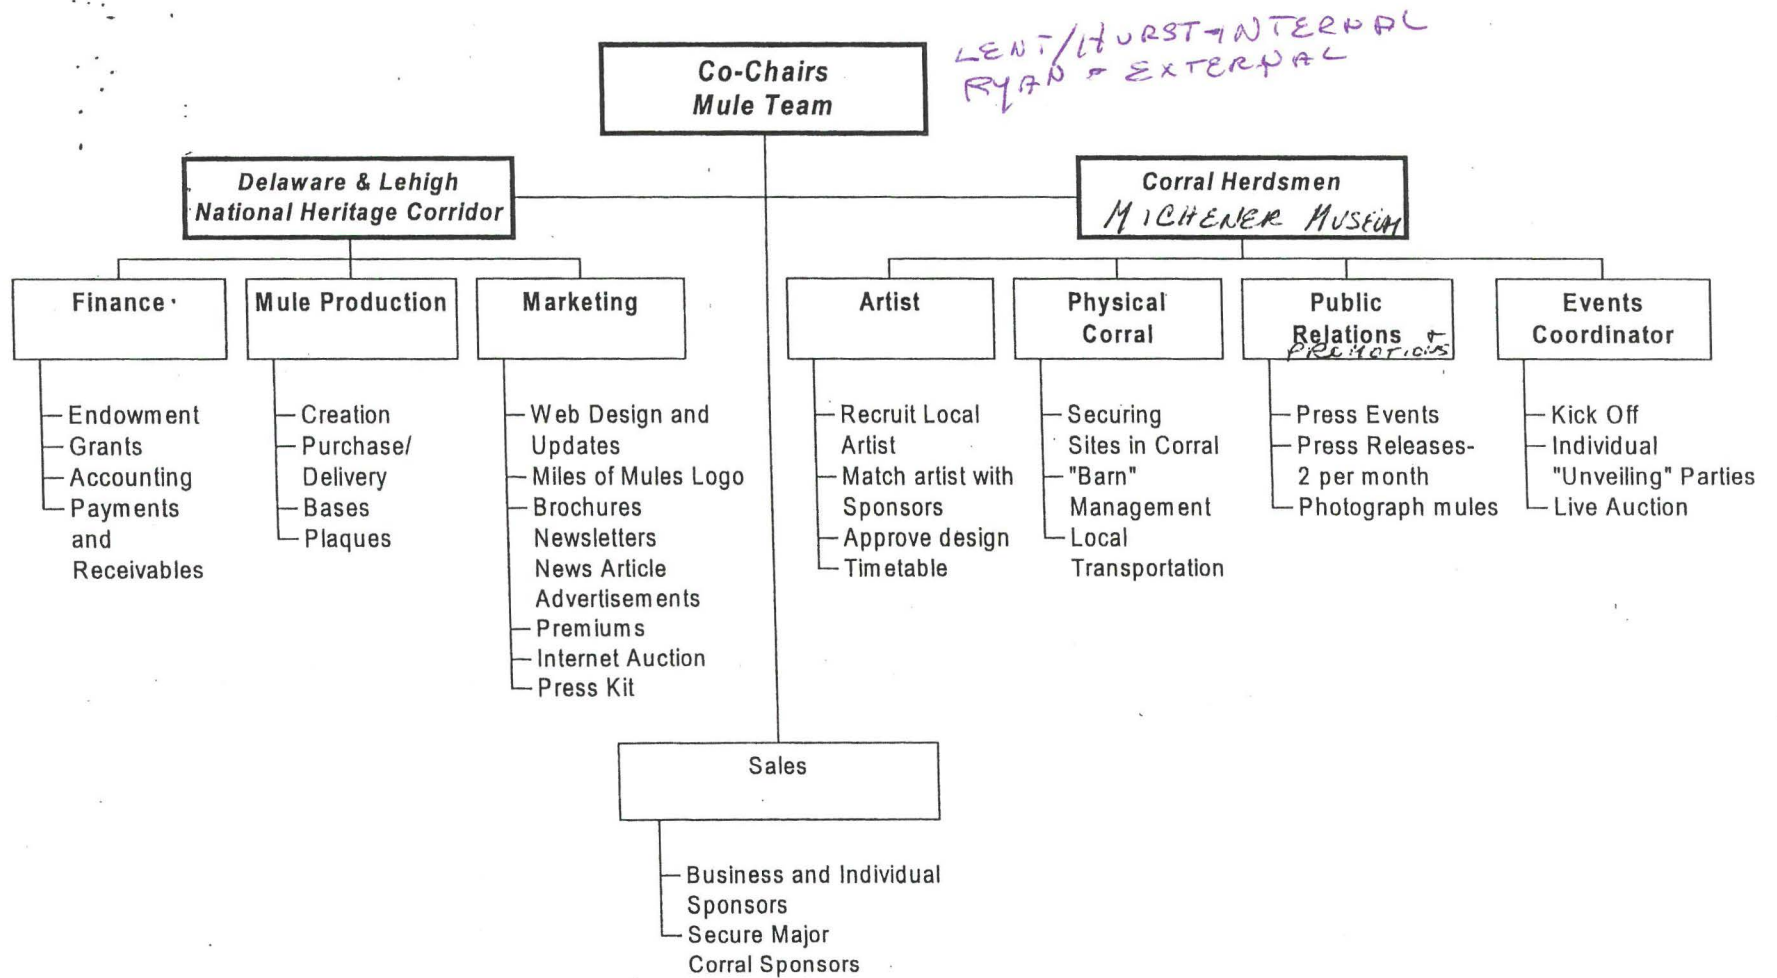 LENT/HURST-INTERNAL
RYAN - EXTERNAL
Co-Chairs
Mule Team
Delaware & Lehigh
National Heritage Corridor
Corral Herdsmen
MICHENER MUSEUM
Finance
Mule Production
Marketing
Artist
Physical
Corral
Public
Relations +
PROMOTIONS
Events
Coordinator
Endowment
Grants
Accounting
Payments
and
Receivables
Creation
Purchase/
Delivery
Bases
Plaques
Web Design and
Updates
Miles of Mules Logo
Brochures
Newsletters
News Article
Advertisements
Premiums
Internet Auction
Press Kit
Recruit Local
Artist
Match artist with
Sponsors
Approve design
Timetable
Securing
Sites in Corral
"Barn"
Management
Local
Transportation
Press Events
Press Releases-
2 per month
Photograph mules
Kick Off
Individual
"Unveiling" Parties
Live Auction
Sales
Business and Individual
Sponsors
Secure Major
Corral Sponsors